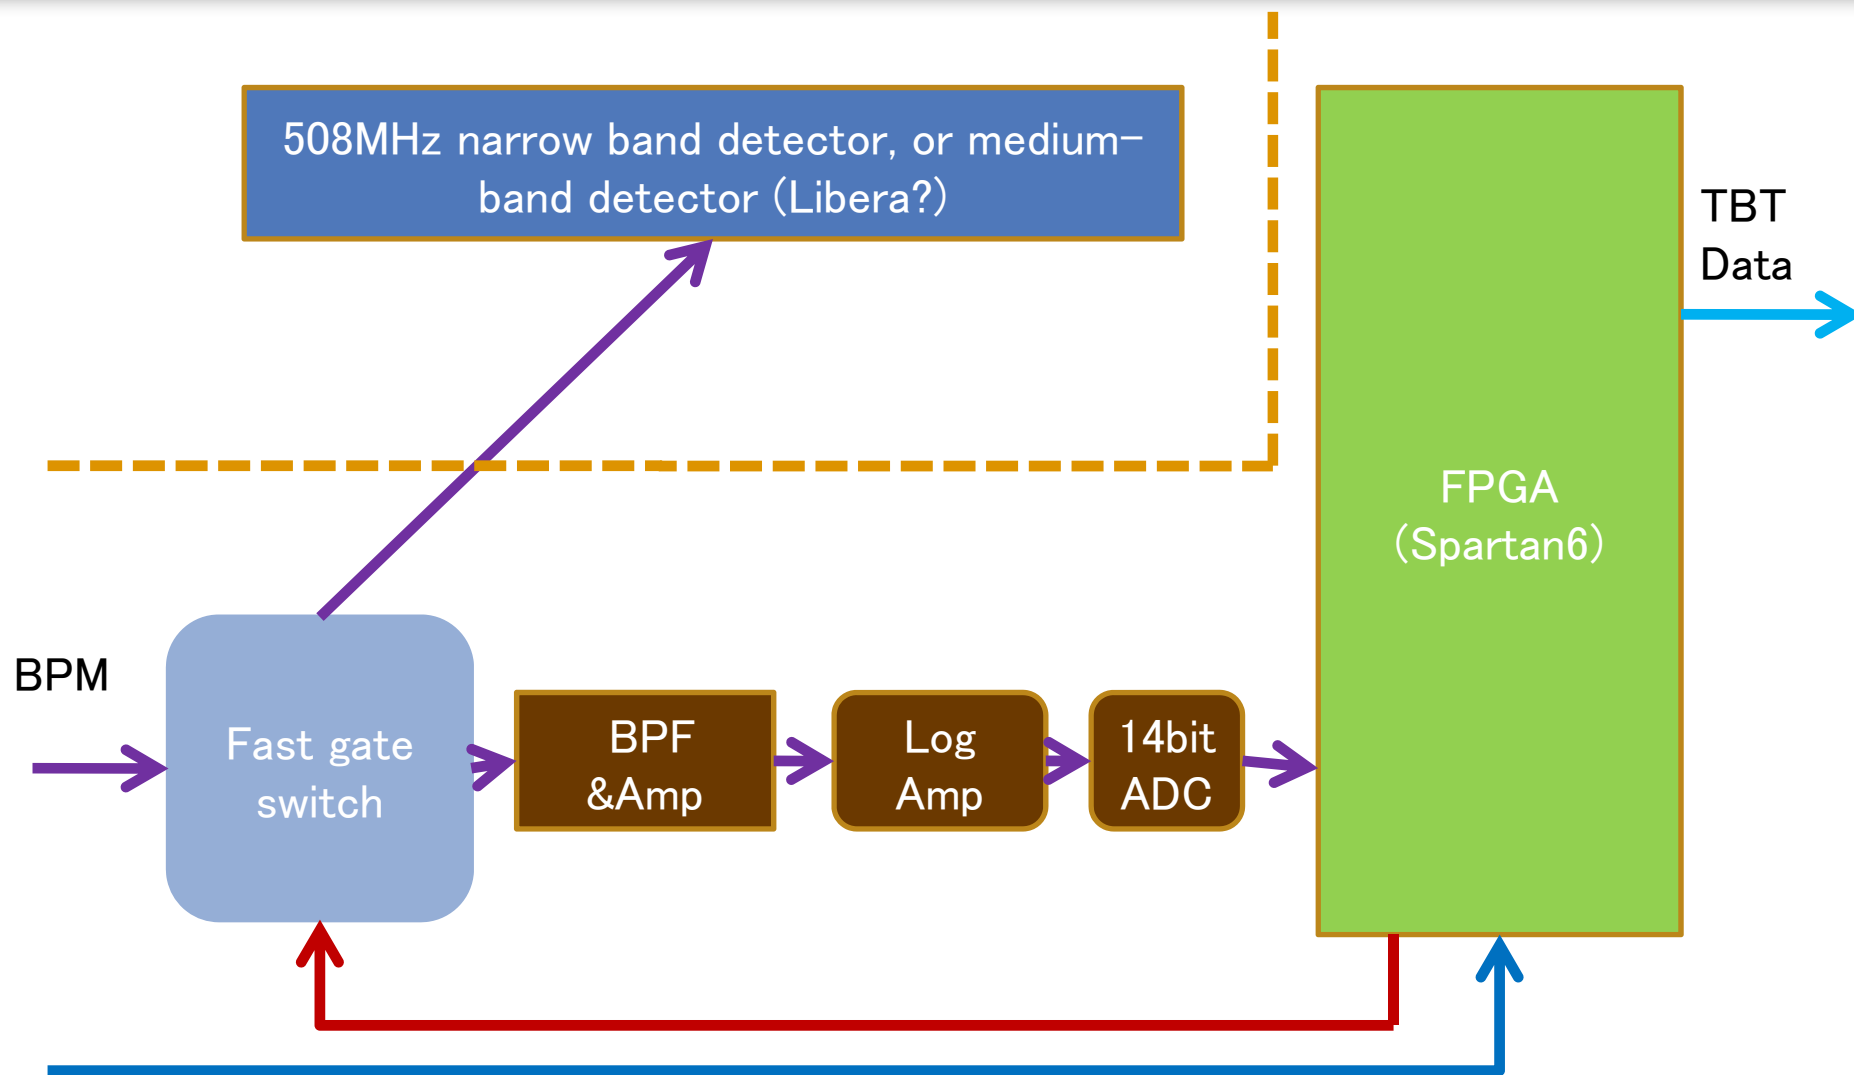 508MHz narrow band detector, or medium-
band detector (Libera?)
TBT
Data
FPGA
(Spartan6)
BPM
Fast gate
switch
BPF
&Amp
Log
Amp
14bit
ADC